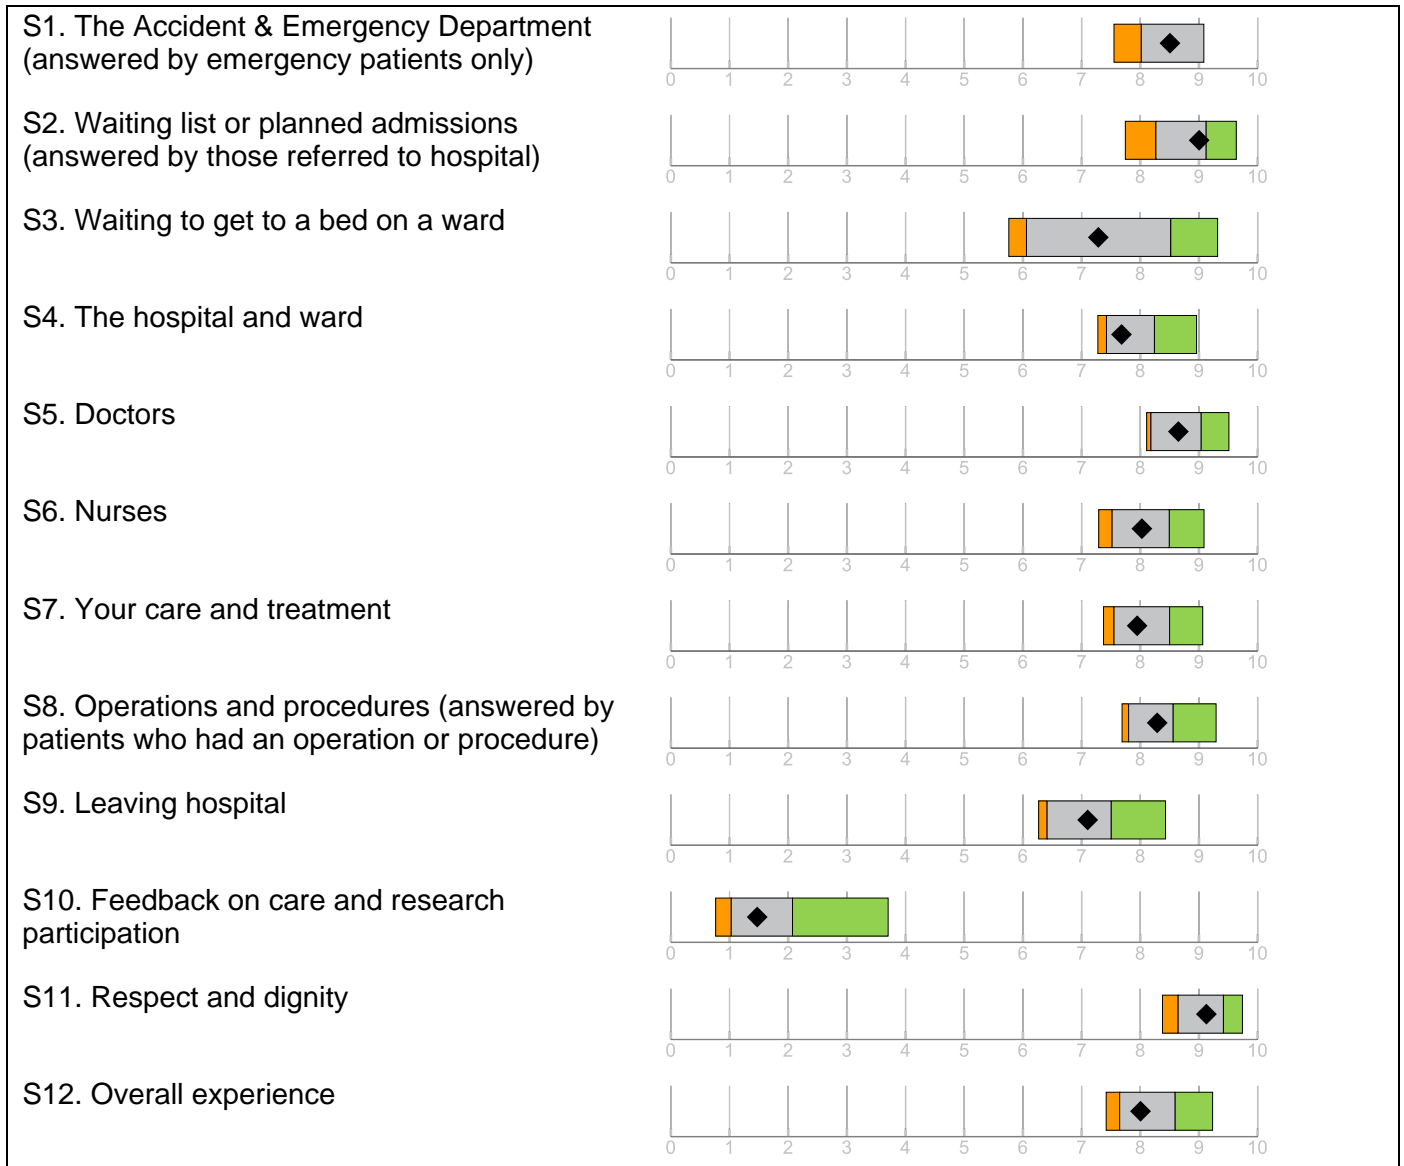 S1. The Accident & Emergency Department
(answered by emergency patients only)
0 1 2 3 4 5 6 7 8 9 10
S2. Waiting list or planned admissions
(answered by those referred to hospital)
0 1 2 3 4 5 6 7 8 9 10
S3. Waiting to get to a bed on a ward
0 1 2 3 4 5 6 7 8 9 10
S4. The hospital and ward
0 1 2 3 4 5 6 7 8 9 10
S5. Doctors
0 1 2 3 4 5 6 7 8 9 10
S6. Nurses
0 1 2 3 4 5 6 7 8 9 10
S7. Your care and treatment
0 1 2 3 4 5 6 7 8 9 10
S8. Operations and procedures (answered by
patients who had an operation or procedure)
0 1 2 3 4 5 6 7 8 9 10
S9. Leaving hospital
0 1 2 3 4 5 6 7 8 9 10
S10. Feedback on care and research
participation
0 1 2 3 4 5 6 7 8 9 10
S11. Respect and dignity
0 1 2 3 4 5 6 7 8 9 10
S12. Overall experience
0 1 2 3 4 5 6 7 8 9 10